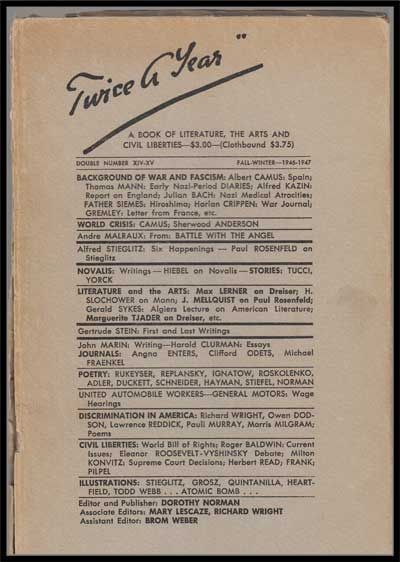 Twice A Year"
A BOOK OF LITERATURE, THE ARTS AND
CIVIL LIBERTIES—$3.00—(Clothbound $3.75)
DOUBLE NUMBER XIV-XV FALL-WINTER—1946-1947
BACKGROUND OF WAR AND FASCISM: Albert CAMUS: Spain;
Thomas MANN: Early Nazi-Period DIARIES; Alfred KAZIN:
Report on England; Julian BACH: Nazi Medical Atrocities;
FATHER SIEMES: Hiroshima; Harlan CRIPPEN: War Journal;
GREMLEY: Letter from France, etc.
WORLD CRISIS: CAMUS; Sherwood ANDERSON
Andre MALRAUX: From: BATTLE WITH THE ANGEL
Alfred STIEGLITZ: Six Happenings — Paul ROSENFELD on
Stieglitz
NOVALIS: Writings—HIEBEL on Novalis—STORIES: TUCCI,
YORCK
LITERATURE and the ARTS: Max LERNER on Dreiser; H.
SLOCHOWER on Mann; J. MELLQUIST on Paul Rosenfeld;
Gerald SYKES: Algiers Lecture on American Literature;
Marguerite TJADER on Dreiser, etc.
Gertrude STEIN: First and Last Writings
John MARIN: Writing—Harold CLURMAN: Essays
JOURNALS: Angna ENTERS, Clifford ODETS, Michael
FRAENKEL
POETRY: RUKEYSER, REPLANSKY, IGNATOW, ROSKOLENKO,
ADLER, DUCKETT, SCHNEIDER, HAYMAN, STIEFEL, NORMAN
UNITED AUTOMOBILE WORKERS—GENERAL MOTORS: Wage
Hearings
DISCRIMINATION IN AMERICA: Richard WRIGHT, Owen DOD-
SON, Lawrence REDDICK, Pauli MURRAY, Morris MILGRAM;
Poems
CIVIL LIBERTIES: World Bill of Rights; Roger BALDWIN: Current
Issues; Eleanor ROOSEVELT-VYSHINSKY Debate; Milton
KONVITZ: Supreme Court Decisions; Herbert READ; FRANK;
PILPEL
ILLUSTRATIONS: STIEGLITZ, GROSZ, QUINTANILLA, HEART-
FIELD, TODD WEBB . . . ATOMIC BOMB . . .
Editor and Publisher: DOROTHY NORMAN
Associate Editors: MARY LESCAZE, RICHARD WRIGHT
Assistant Editor: BROM WEBER